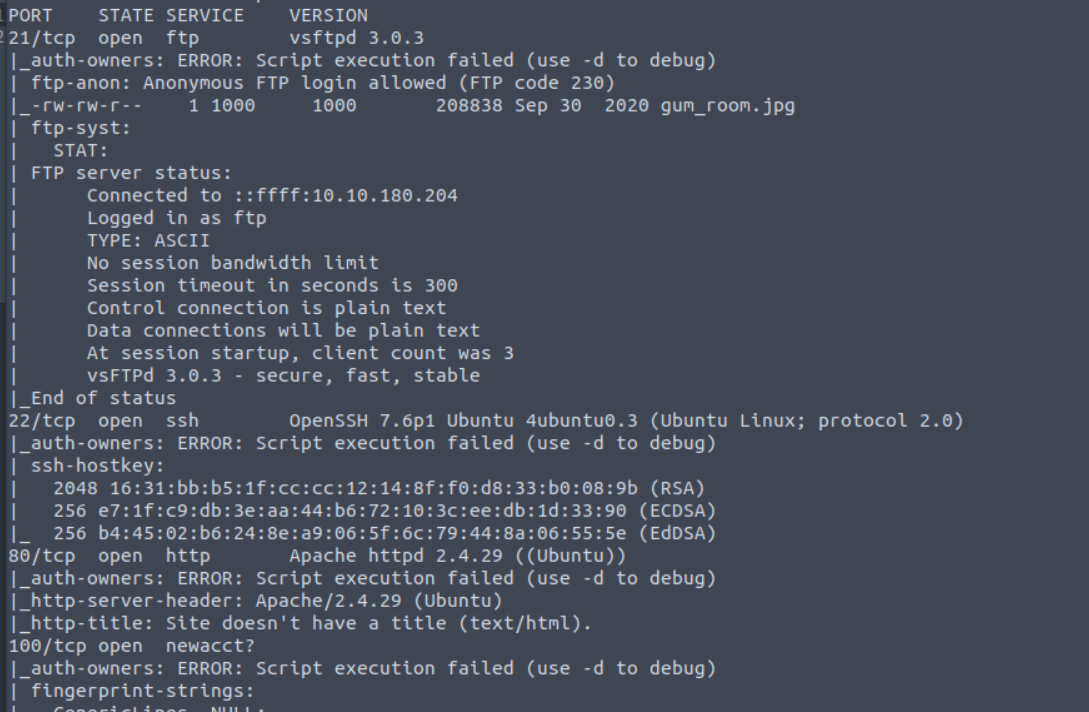 PORT    STATE SERVICE    VERSION
21/tcp  open  ftp        vsftpd 3.0.3
|_auth-owners: ERROR: Script execution failed (use -d to debug)
| ftp-anon: Anonymous FTP login allowed (FTP code 230)
|_-rw-rw-r--    1 1000     1000       208838 Sep 30  2020 gum_room.jpg
| ftp-syst:
|   STAT:
| FTP server status:
|      Connected to ::ffff:10.10.180.204
|      Logged in as ftp
|      TYPE: ASCII
|      No session bandwidth limit
|      Session timeout in seconds is 300
|      Control connection is plain text
|      Data connections will be plain text
|      At session startup, client count was 3
|      vsFTPd 3.0.3 - secure, fast, stable
|_End of status
22/tcp  open  ssh        OpenSSH 7.6p1 Ubuntu 4ubuntu0.3 (Ubuntu Linux; protocol 2.0)
|_auth-owners: ERROR: Script execution failed (use -d to debug)
| ssh-hostkey:
|   2048 16:31:bb:b5:1f:cc:cc:12:14:8f:f0:d8:33:b0:08:9b (RSA)
|   256 e7:1f:c9:db:3e:aa:44:b6:72:10:3c:ee:db:1d:33:90 (ECDSA)
|_  256 b4:45:02:b6:24:8e:a9:06:5f:6c:79:44:8a:06:55:5e (EdDSA)
80/tcp  open  http       Apache httpd 2.4.29 ((Ubuntu))
|_auth-owners: ERROR: Script execution failed (use -d to debug)
|_http-server-header: Apache/2.4.29 (Ubuntu)
|_http-title: Site doesn't have a title (text/html).
100/tcp open  newacct?
|_auth-owners: ERROR: Script execution failed (use -d to debug)
| fingerprint-strings:
|   GenericLines, NULL: